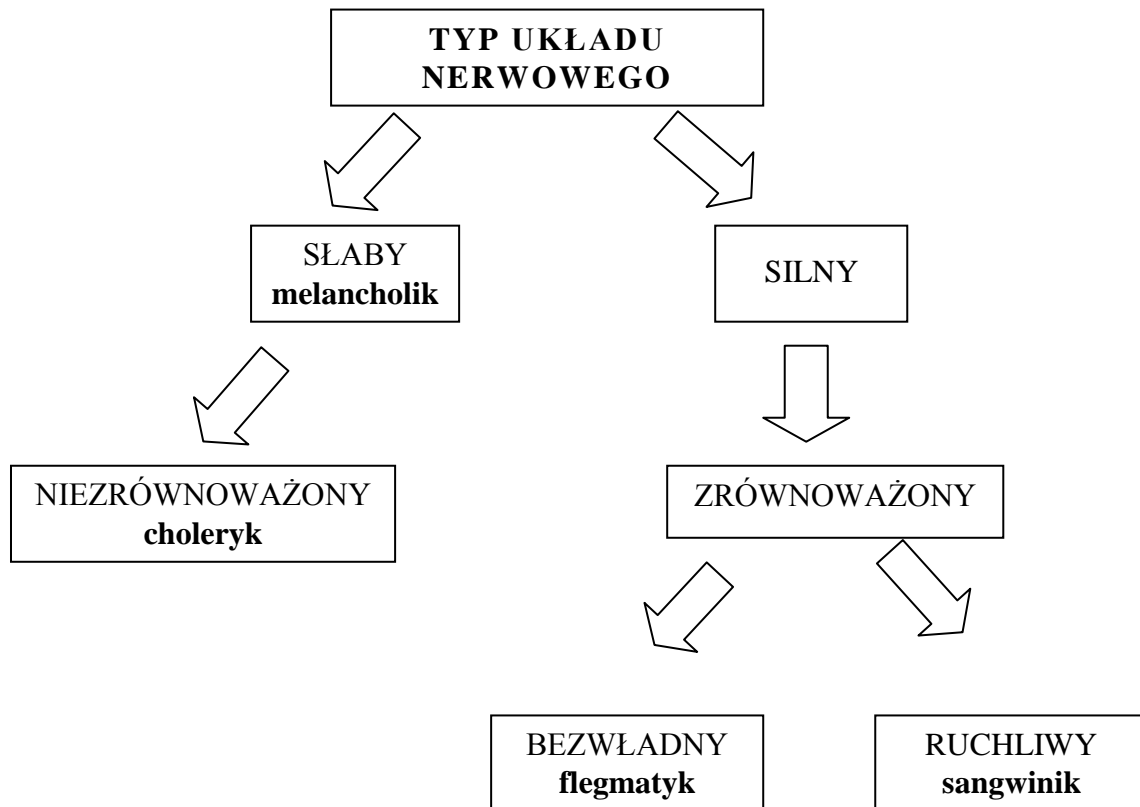 TYP UKŁADU
NERWOWEGO
SŁABY
melancholik
SILNY
NIEZRÓWNOWAŻONY
choleryk
ZRÓWNOWAŻONY
BEZWŁADNY
flegmatyk
RUCHLIWY
sangwinik